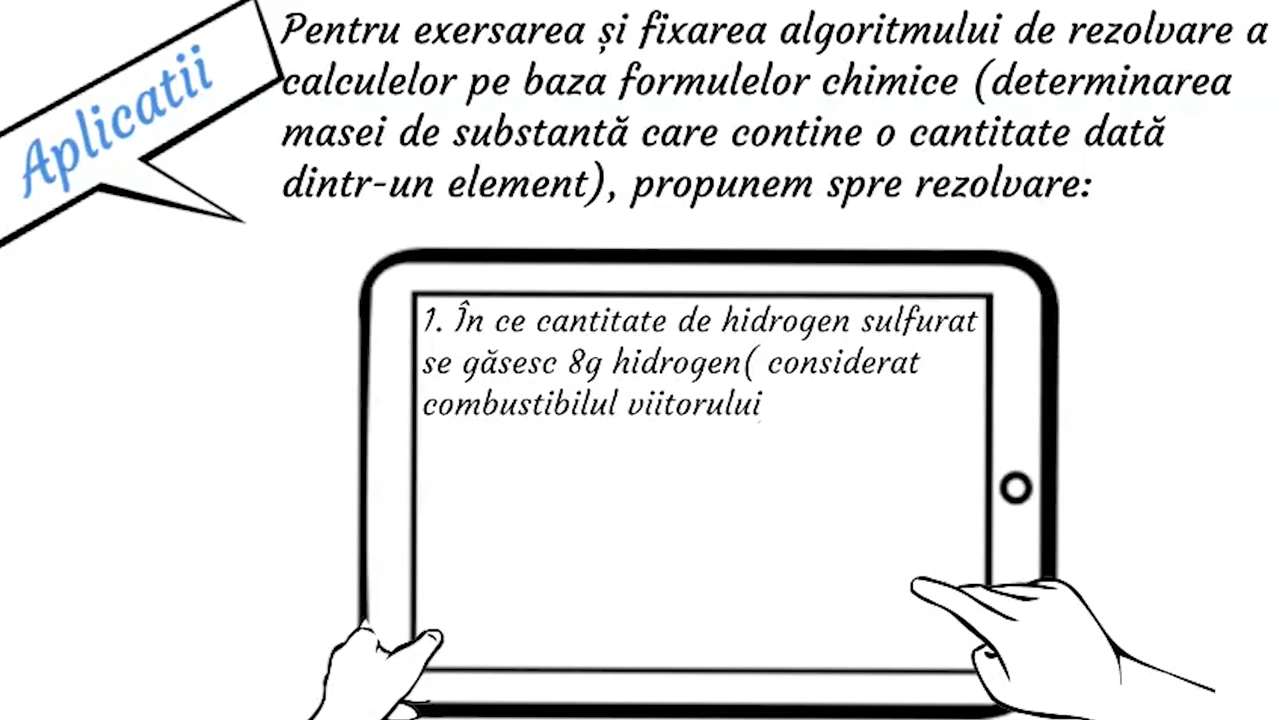 Aplicatii
Pentru exersarea și fixarea algoritmului de rezolvare a
calculelor pe baza formulelor chimice (determinarea
masei de substantă care contine o cantitate dată
dintr-un element), propunem spre rezolvare:
1. În ce cantitate de hidrogen sulfurat
se găsesc 8g hidrogen( considerat
combustibilul viitorului